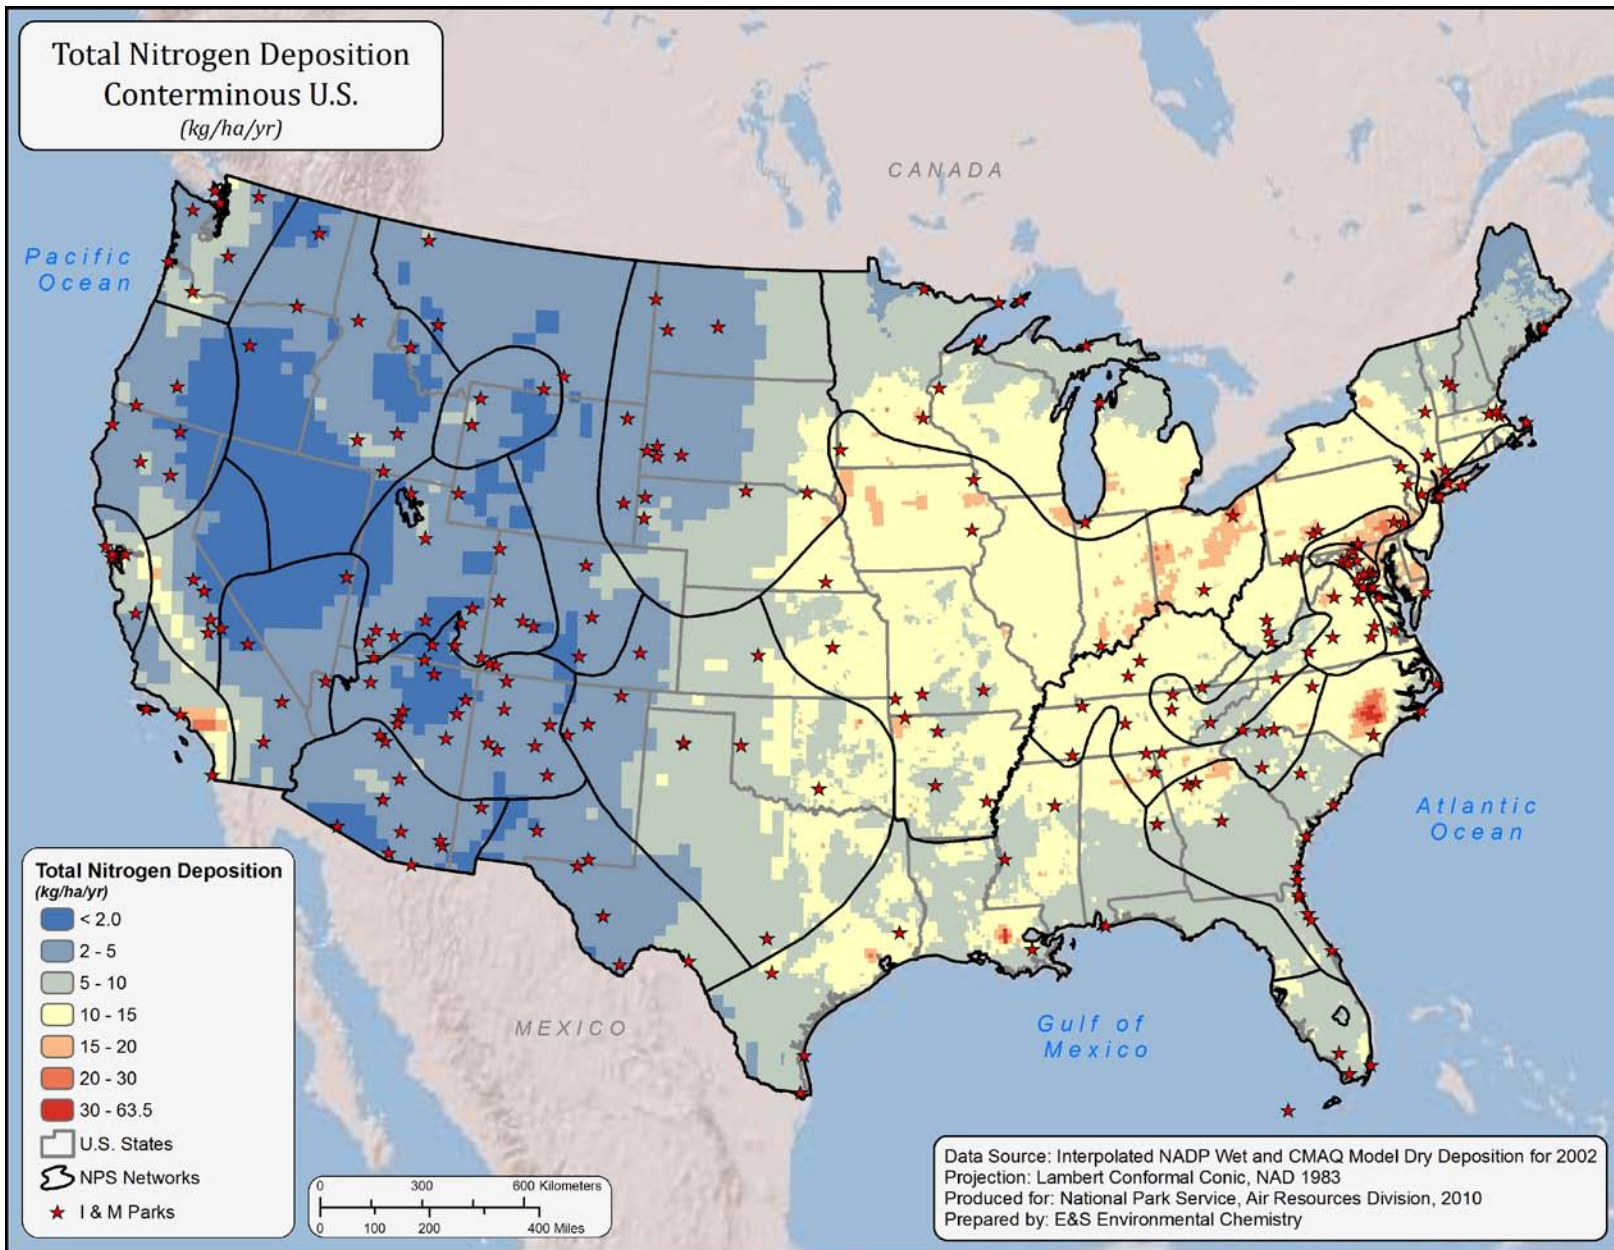 Total Nitrogen Deposition
Conterminous U.S.
(kg/ha/yr)
CANADA
Pacific
Ocean
Atlantic
Ocean
Gulf of
Mexico
MEXICO
Total Nitrogen Deposition
(kg/ha/yr)
< 2.0
2 - 5
5 - 10
10 - 15
15 - 20
20 - 30
30 - 63.5
U.S. States
NPS Networks
I & M Parks
0 300 600 Kilometers
0 100 200 400 Miles
Data Source: Interpolated NADP Wet and CMAQ Model Dry Deposition for 2002
Projection: Lambert Conformal Conic, NAD 1983
Produced for: National Park Service, Air Resources Division, 2010
Prepared by: E&S Environmental Chemistry